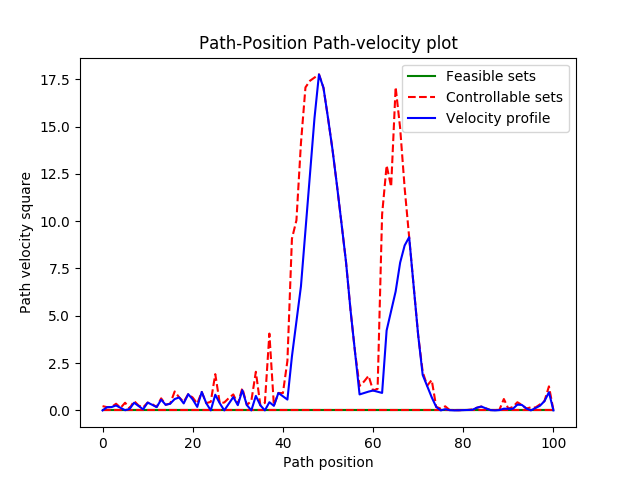 Path-Position Path-velocity plot
Feasible sets
Controllable sets
Velocity profile
17.5
15.0
12.5
10.0
7.5
5.0
2.5
0.0
Path velocity square
0 20 40 60 80 100
Path position